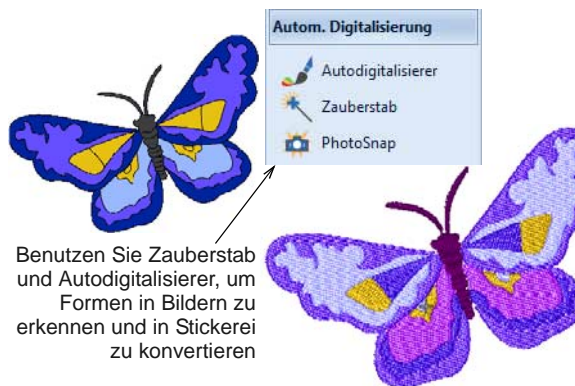 Autom. Digitalisierung
Autodigitalisierer
Zauberstab
PhotoSnap
Benutzen Sie Zauberstab
und Autodigitalisierer, um
Formen in Bildern zu
erkennen und in Stickerei
zu konvertieren